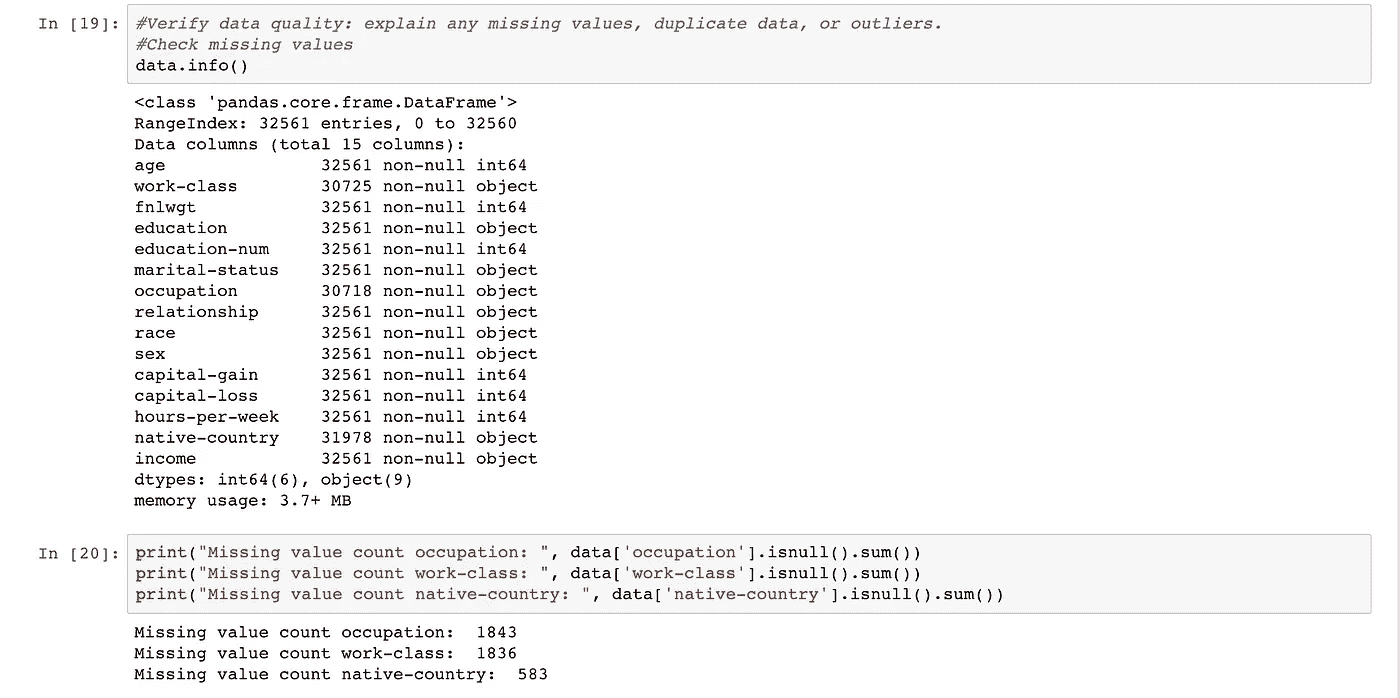 In [19]: #Verify data quality: explain any missing values, duplicate data, or outliers.
#Check missing values
data.info()
<class 'pandas.core.frame.DataFrame'>
RangeIndex: 32561 entries, 0 to 32560
Data columns (total 15 columns):
age               32561 non-null int64
work-class        30725 non-null object
fnlwgt            32561 non-null int64
education         32561 non-null object
education-num     32561 non-null int64
marital-status    32561 non-null object
occupation        30718 non-null object
relationship      32561 non-null object
race              32561 non-null object
sex               32561 non-null object
capital-gain      32561 non-null int64
capital-loss      32561 non-null int64
hours-per-week    32561 non-null int64
native-country    31978 non-null object
income            32561 non-null object
dtypes: int64(6), object(9)
memory usage: 3.7+ MB
In [20]: print("Missing value count occupation: ", data['occupation'].isnull().sum())
print("Missing value count work-class: ", data['work-class'].isnull().sum())
print("Missing value count native-country: ", data['native-country'].isnull().sum())
Missing value count occupation:  1843
Missing value count work-class:  1836
Missing value count native-country:  583